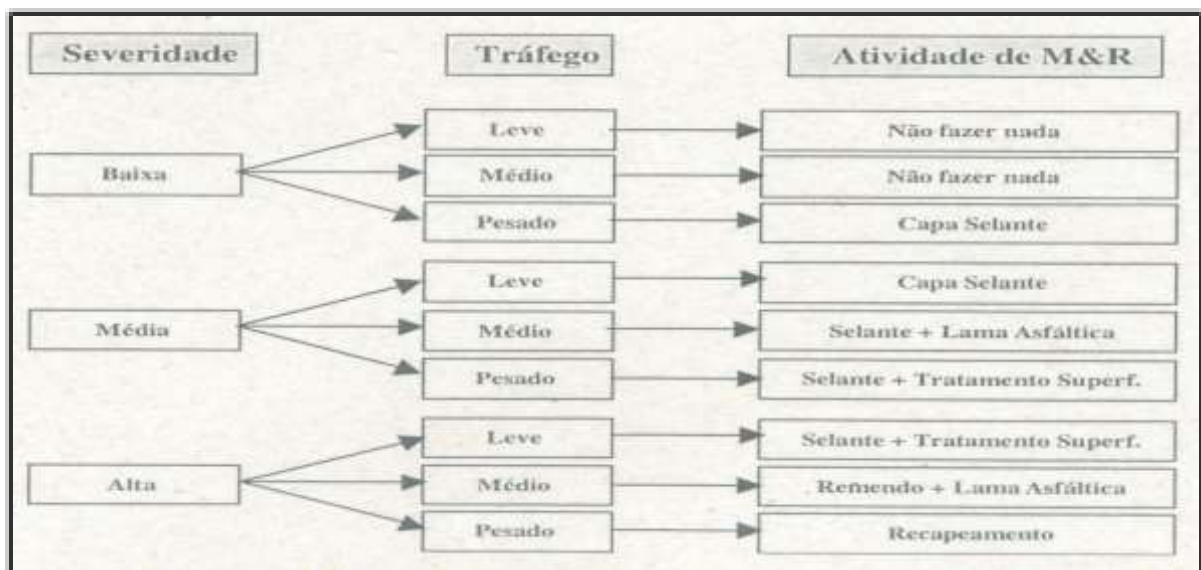 Severidade Tráfego Atividade de M&R
Leve Não fazer nada
Baixa Médio Não fazer nada
Pesado Capa Selante
Leve Capa Selante
Média Médio Selante + Lama Asfáltica
Pesado Selante + Tratamento Superf.
Leve Selante + Tratamento Superf.
Alta Médio Remendo + Lama Asfáltica
Pesado Recapeamento